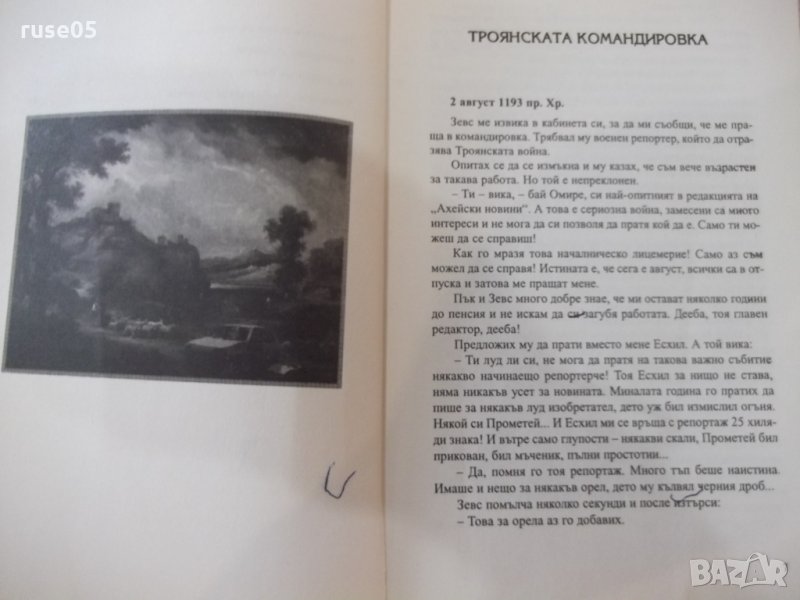 ruse05
ТРОЯНСКАТА КОМАНДИРОВКА
2 август 1193 пр. Хр.
Зевс ме извика в кабинета си, за да ми съобщи, че ме пра-
ща в командировка. Трябвал му военен репортер, който да отра-
зява Троянската война.
Опитах се да се измъкна и му казах, че съм вече възрастен
за такава работа. Но той е непреклонен.
– Ти – вика, – бай Омире, си най-опитният в редакцията на
„Ахейски новини“. А това е сериозна война, замесени са много
интереси и не мога да си позволя да пратя кой да е. Само ти мо-
жеш да се справиш!
Как го мразя това началническо лицемерие! Само аз съм
можел да се справя! Истината е, че сега е август, всички са в от-
пуска и затова ме пращат мене.
Пък и Зевс много добре знае, че ми остават няколко години
до пенсия и не искам да си загубя работата. Дееба, тоя главен
редактор, дееба!
Предложих му да прати вместо мене Есхил. А той вика:
– Ти луд ли си, не мога да пратя на такова важно събитие
някакво начинаещо репортерче! Тоя Есхил за нищо не става,
няма никакъв усет за новината. Миналата година го пратих да
пише за някакъв луд изобретател, дето уж бил измислил огъня.
Някой си Прометей... И Есхил ми се връща с репортаж 25 хиля-
ди знака! И вътре само глупости – някакви скали, Прометей бил
прикован, бил мъченик, пълни простотии...
– Да, помня го тоя репортаж. Много тъп беше наистина.
Имаше и нещо за някакъв орел, дето му кълвял черния дроб...
Зевс помълча няколко секунди и после изтърси:
– Това за орела аз го добавих.
BAZAR